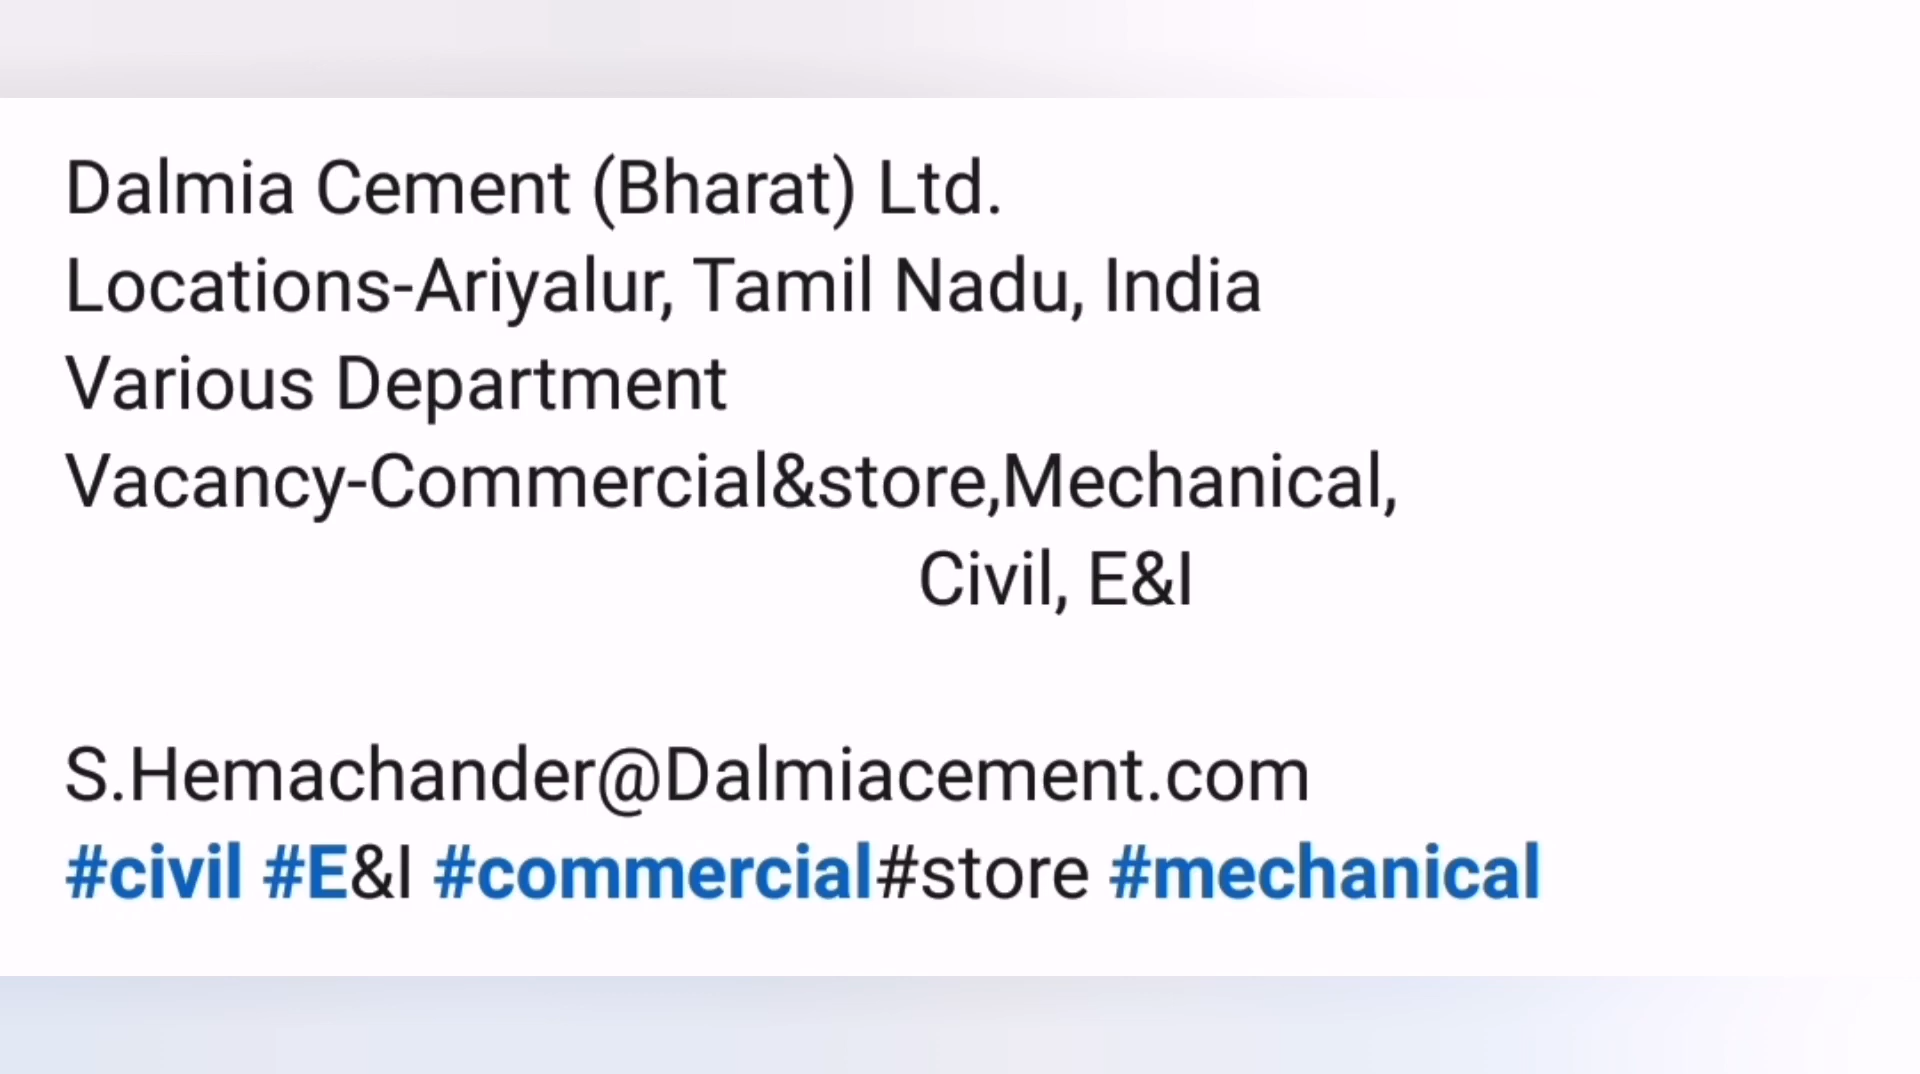 Dalmia Cement (Bharat) Ltd.
Locations-Ariyalur, Tamil Nadu, India
Various Department
Vacancy-Commercial&store,Mechanical,
Civil, E&I
S.Hemachander@Dalmiacement.com
#civil #E&I #commercial#store #mechanical